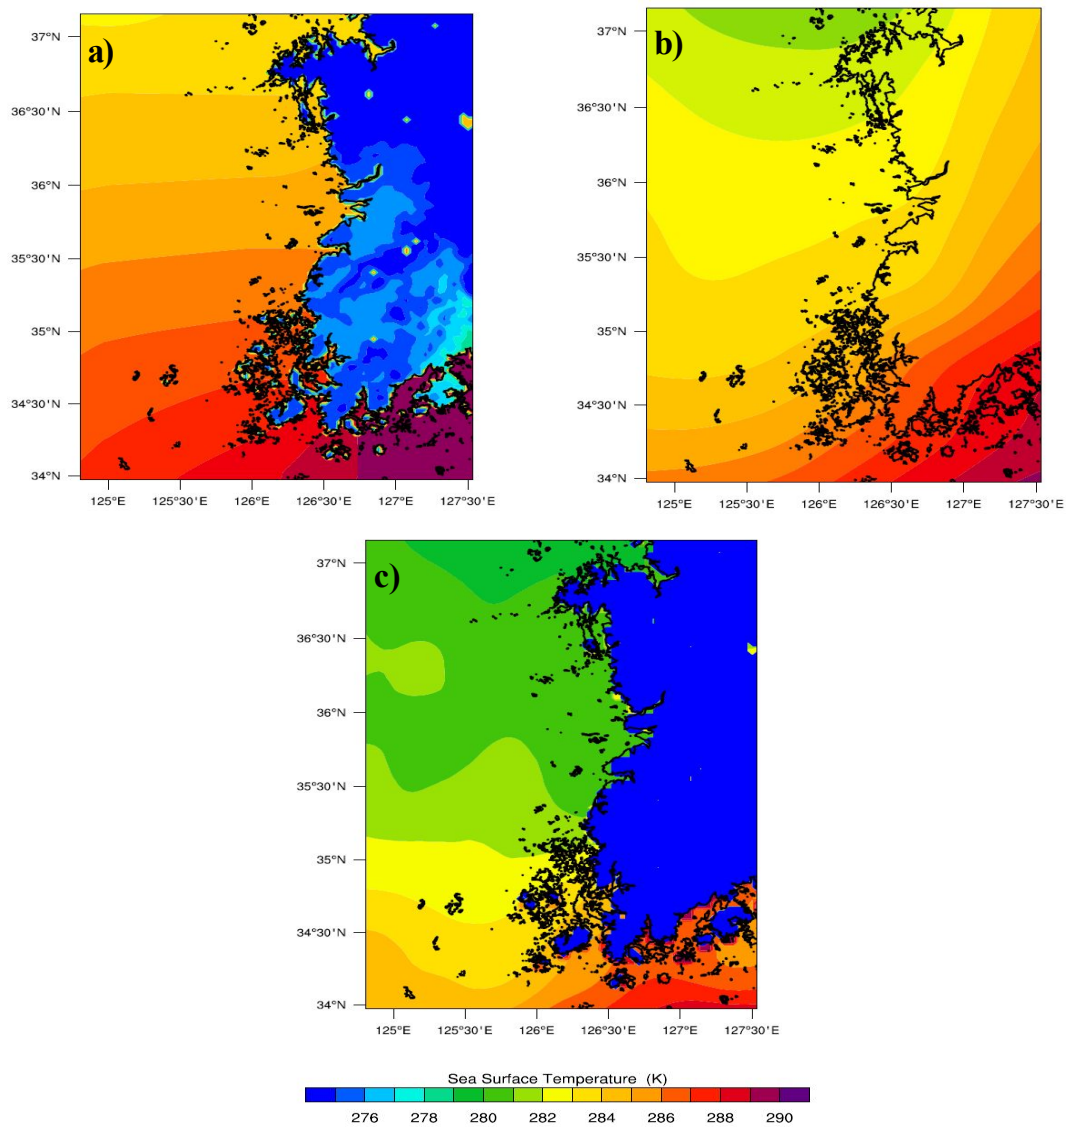 a)
37°N
36°30'N
36°N
35°30'N
35°N
34°30'N
34°N
125°E 125°30'E 126°E 126°30'E 127°E 127°30'E
b)
37°N
36°30'N
36°N
35°30'N
35°N
34°30'N
34°N
125°E 125°30'E 126°E 126°30'E 127°E 127°30'E
c)
37°N
36°30'N
36°N
35°30'N
35°N
34°30'N
34°N
125°E 125°30'E 126°E 126°30'E 127°E 127°30'E
Sea Surface Temperature (K)
276 278 280 282 284 286 288 290